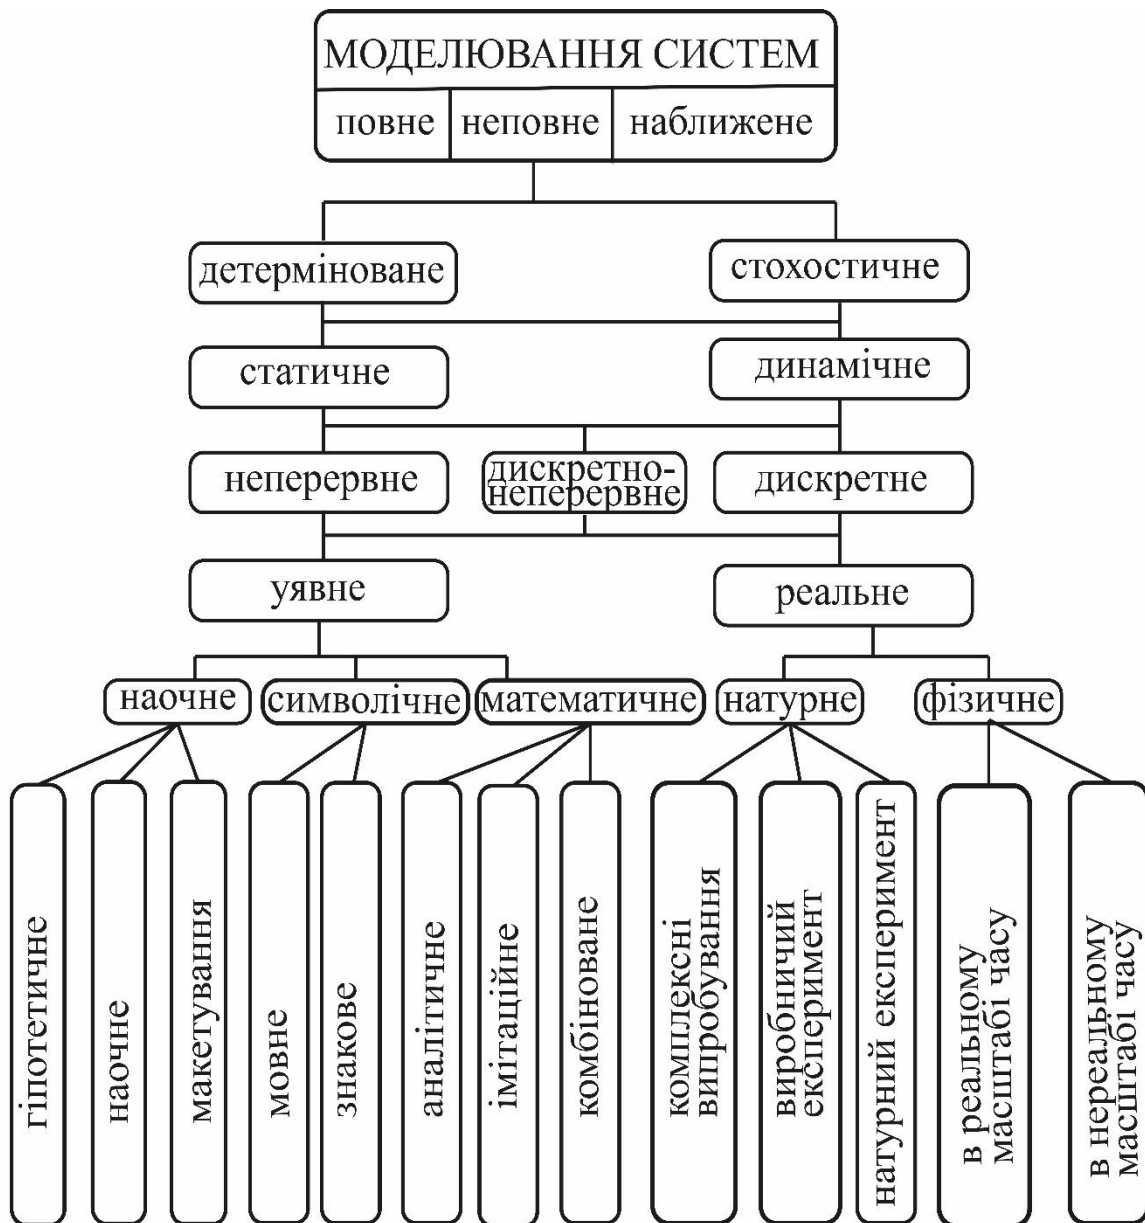 МОДЕЛЮВАННЯ СИСТЕМ
повне неповне наближене
детерміноване стохостичне
статичне динамічне
неперервне дискретно-
неперервне дискретне
уявне реальне
наочне символічне математичне натурне фізичне
гіпотетичне
наочне
макетування
мовне
знакове
аналітичне
імітаційне
комбіноване
комплексні
випробування
виробничий
експеримент
натурний експеримент
в реальному
масштабі часу
в нереальному
масштабі часу